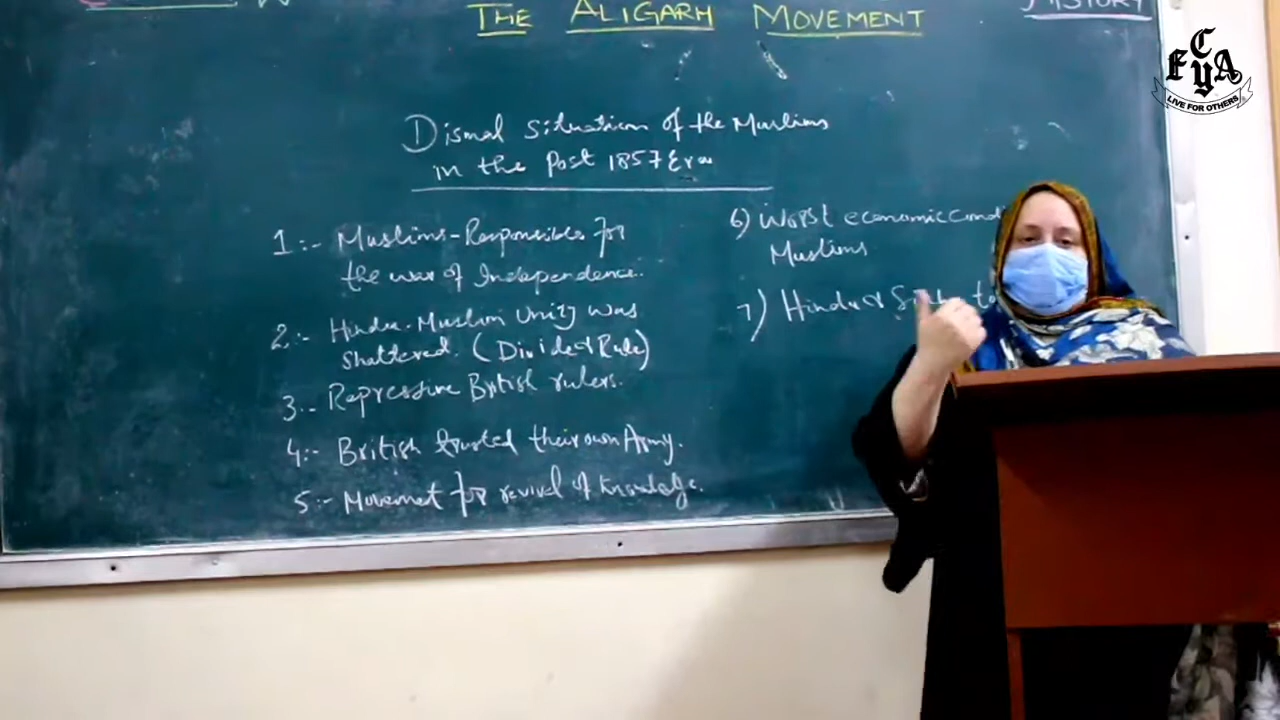 THE ALIGARH MOVEMENT
HISTORY
Dismal Situation of the Muslims
in the Post 1857 Era
1:- Muslims-Responsible for
the war of Independence.
2:- Hindu-Muslim Unity was
shattered. (Divide & Rule)
3:- Repressive British rulers.
4:- British trusted their own Army.
5:- Movement for revival of knowledge.
6) Worst economic cond
Muslims
7) Hindu &
C
F Y A
LIVE FOR OTHERS